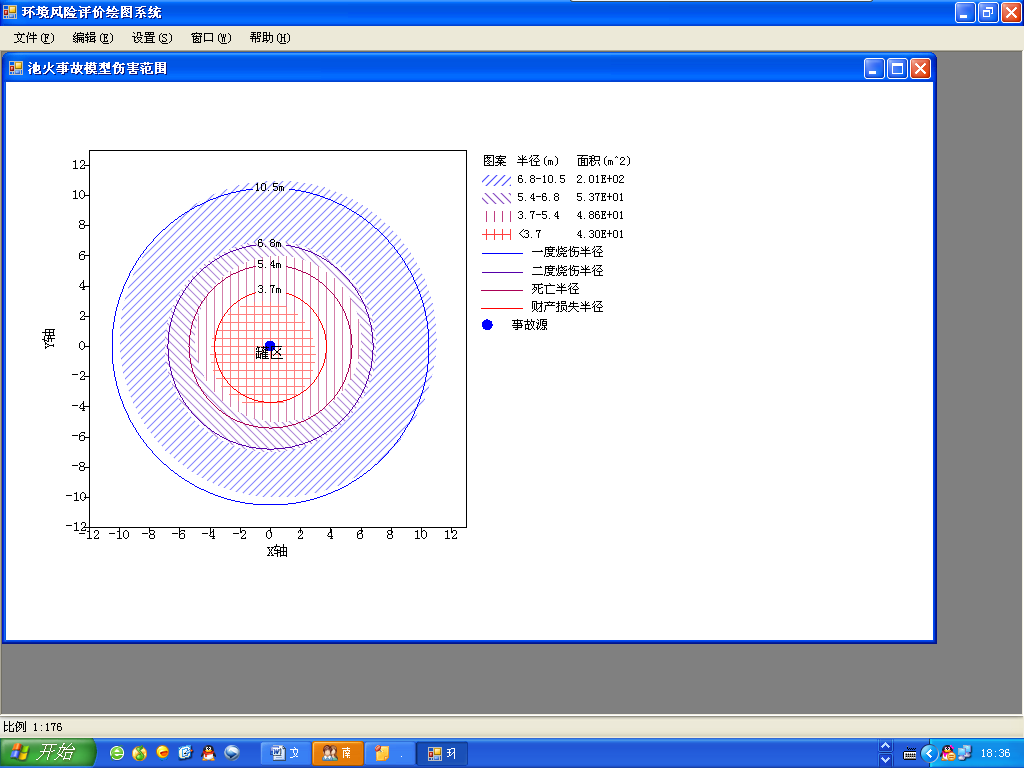 环境风险评价绘图系统
文件(F) 编辑(E) 设置(S) 窗口(W) 帮助(H)
池火事故模型伤害范围
图案 半径(m) 面积(m^2)
6.8-10.5 2.01E+02
5.4-6.8 5.37E+01
3.7-5.4 4.86E+01
<3.7 4.30E+01
一度烧伤半径
二度烧伤半径
死亡半径
财产损失半径
事故源
12
10
8
6
4
2
0
-2
-4
-6
-8
-10
-12
Y轴
10.5m
6.8m
5.4m
3.7m
罐区
-12 -10 -8 -6 -4 -2 0 2 4 6 8 10 12
X轴
比例 1:176
开始 文 南 . 环 18:36